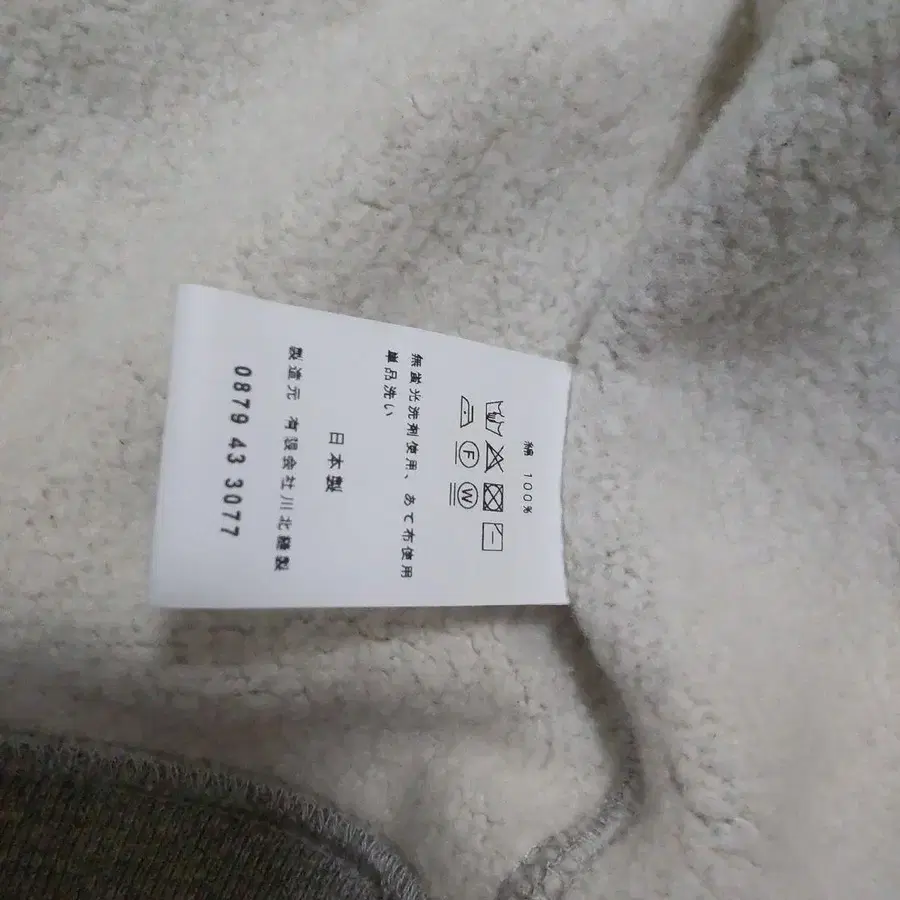 綿 100%
F W
無蛍光洗剤使用、あて布使用
単品洗い
日本製
製造元 有限会社川北縫製
0879 43 3077